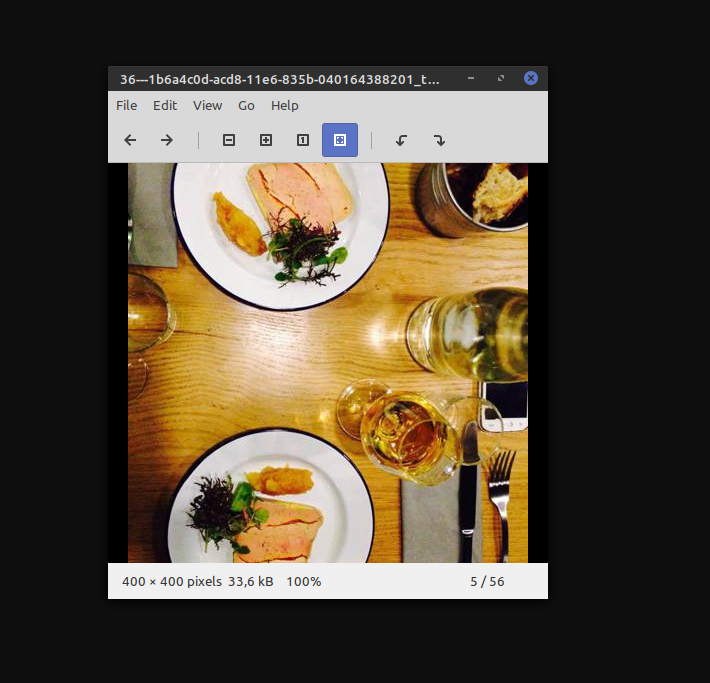 36---1b6a4c0d-acd8-11e6-835b-040164388201_t...
File Edit View Go Help
1
400 × 400 pixels 33,6 kB 100% 5 / 56